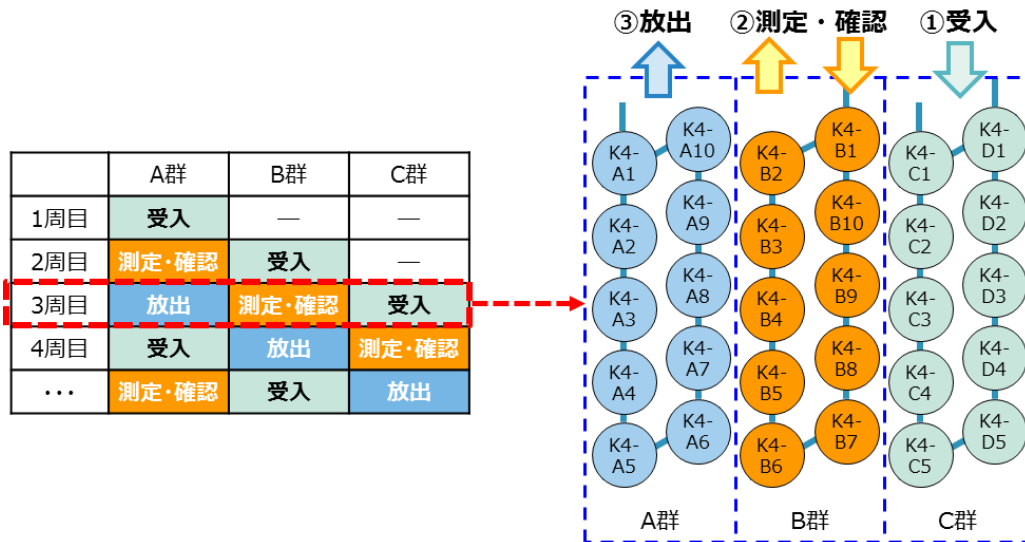 ③放出 ②測定・確認 ①受入
A群 B群 C群
1周目 受入 — —
2周目 測定・確認 受入 —
3周目 放出 測定・確認 受入
4周目 受入 放出 測定・確認
・・・ 測定・確認 受入 放出
K4-
A1
K4-
A2
K4-
A3
K4-
A4
K4-
A5
K4-
A10
K4-
A9
K4-
A8
K4-
A7
K4-
A6
K4-
B2
K4-
B3
K4-
B4
K4-
B5
K4-
B6
K4-
B1
K4-
B10
K4-
B9
K4-
B8
K4-
B7
K4-
C1
K4-
C2
K4-
C3
K4-
C4
K4-
C5
K4-
D1
K4-
D2
K4-
D3
K4-
D4
K4-
D5
A群 B群 C群